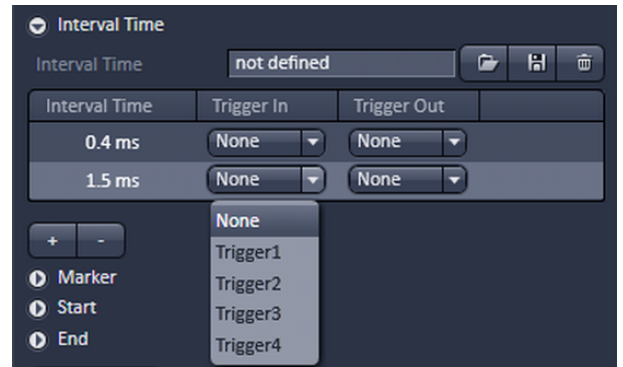 Interval Time
Interval Time not defined
Interval Time Trigger In Trigger Out
0.4 ms None None
1.5 ms None None
None
+ - Trigger1
Marker Trigger2
Start Trigger3
End Trigger4